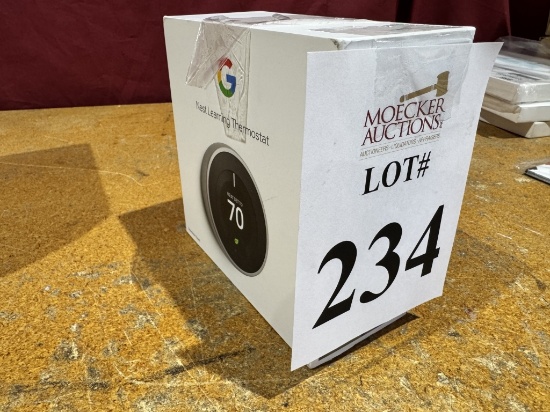 G
Nest Learning Thermostat
70
MOECKER
AUCTIONS
LOT#
234